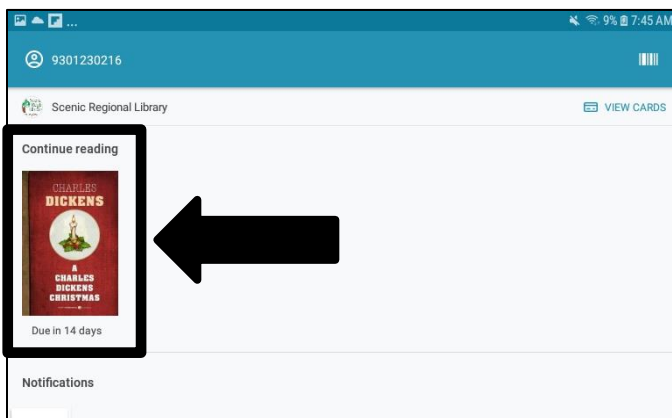 ... 9% 7:45 AM
9301230216
Scenic Regional Library VIEW CARDS
Continue reading
CHARLES
DICKENS
A
CHARLES
DICKENS
CHRISTMAS
Due in 14 days
Notifications